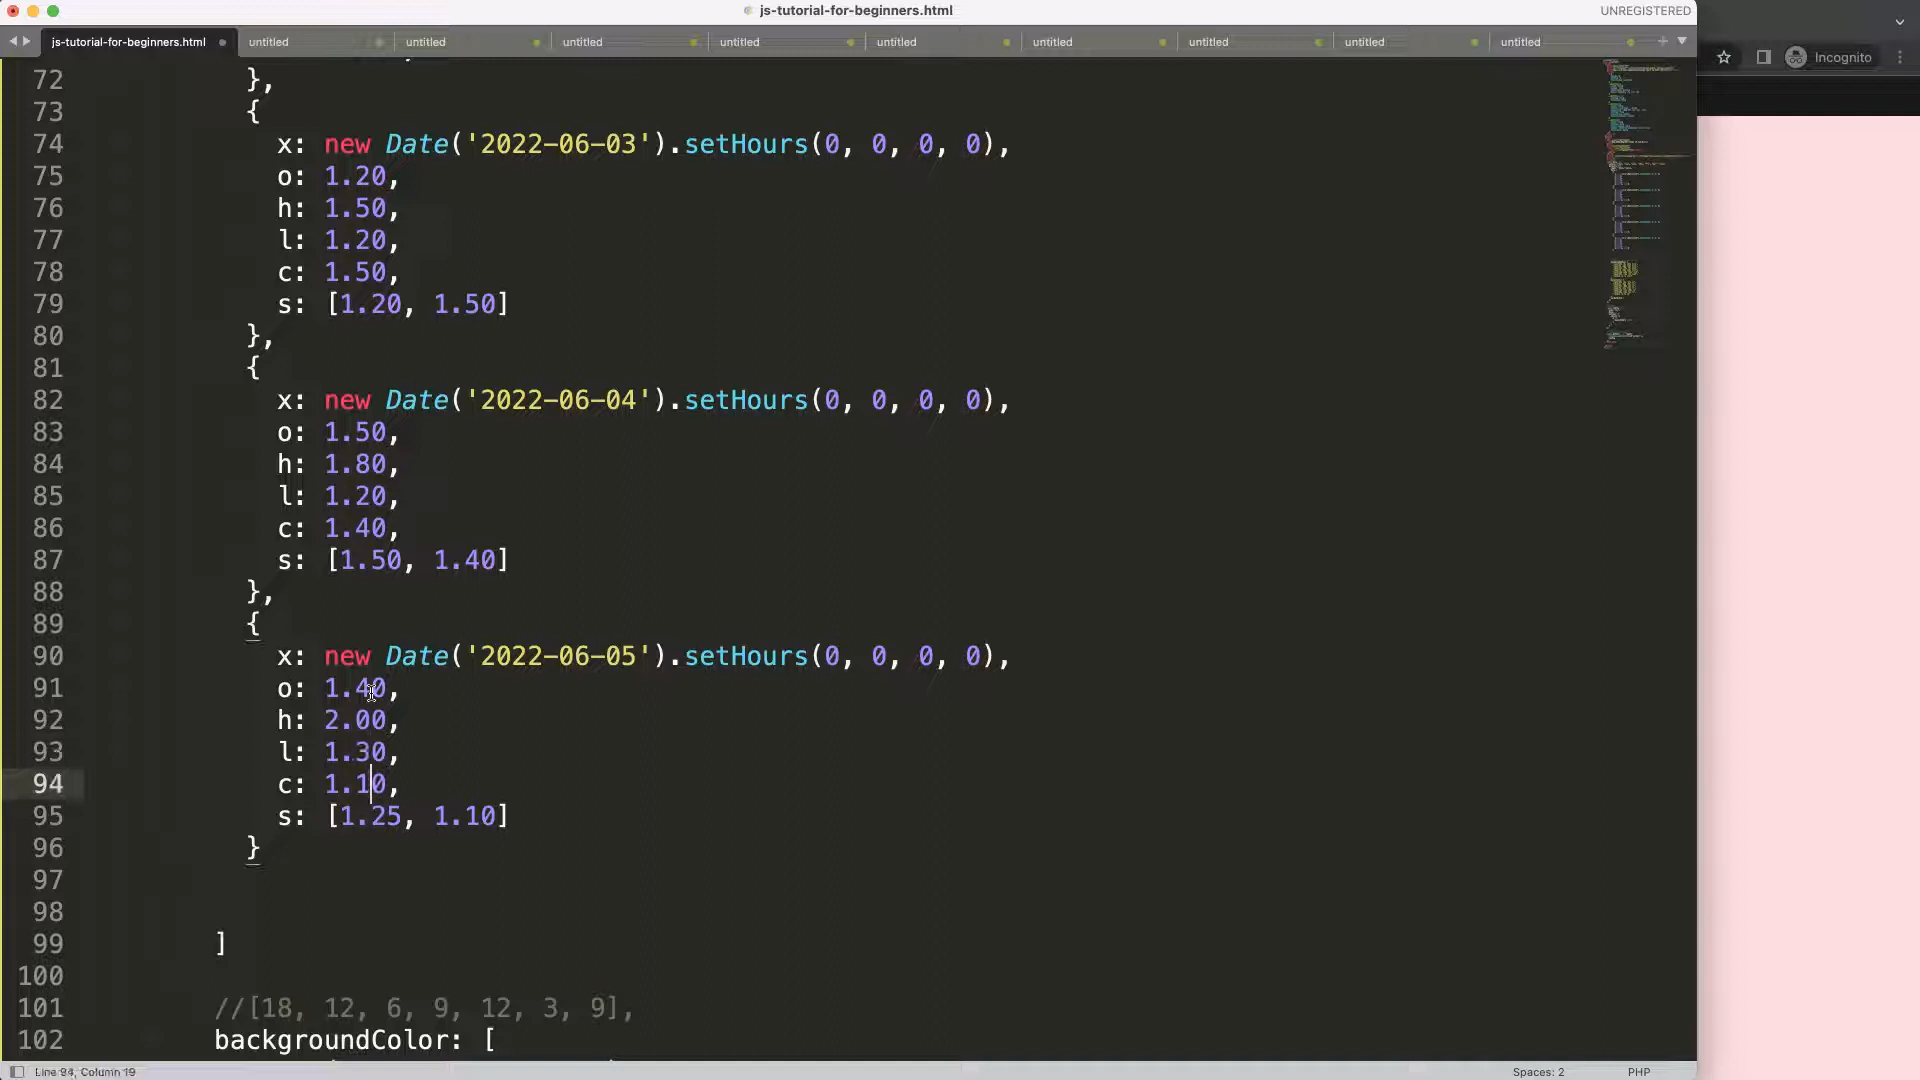 js-tutorial-for-beginners.html
UNREGISTERED
js-tutorial-for-beginners.html untitled untitled untitled untitled untitled untitled untitled untitled untitled
Incognito
72 },
73 {
74 x: new Date('2022-06-03').setHours(0, 0, 0, 0),
75 o: 1.20,
76 h: 1.50,
77 l: 1.20,
78 c: 1.50,
79 s: [1.20, 1.50]
80 },
81 {
82 x: new Date('2022-06-04').setHours(0, 0, 0, 0),
83 o: 1.50,
84 h: 1.80,
85 l: 1.20,
86 c: 1.40,
87 s: [1.50, 1.40]
88 },
89 {
90 x: new Date('2022-06-05').setHours(0, 0, 0, 0),
91 o: 1.40,
92 h: 2.00,
93 l: 1.30,
94 c: 1.10,
95 s: [1.25, 1.10]
96 }
97
98
99 ]
100
101 //[18, 12, 6, 9, 12, 3, 9],
102 backgroundColor: [
Line 94, Column 19
Spaces: 2
PHP